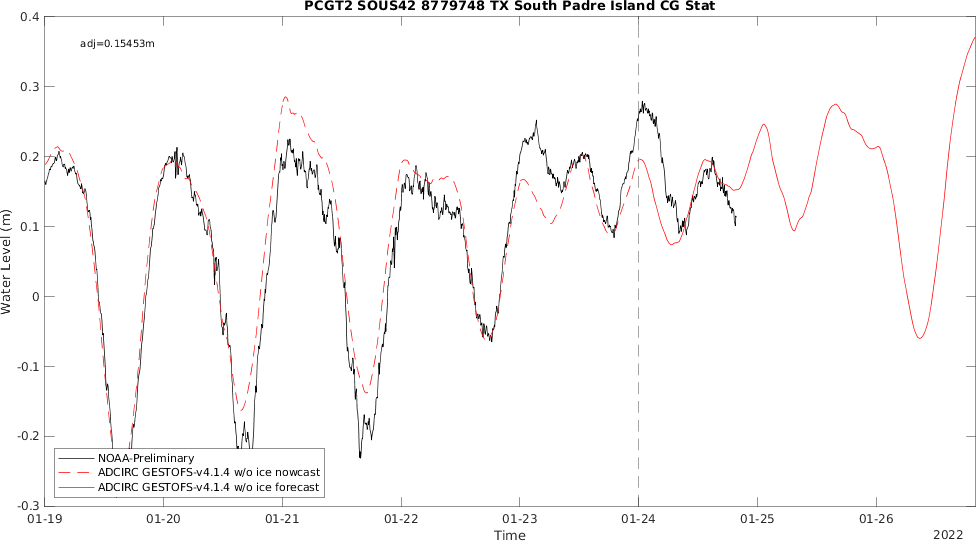 PCGT2 SOUS42 8779748 TX South Padre Island CG Stat
adj=0.15453m
0.4
0.3
0.2
0.1
0
-0.1
-0.2
-0.3
Water Level (m)
NOAA-Preliminary
ADCIRC GESTOFS-v4.1.4 w/o ice nowcast
ADCIRC GESTOFS-v4.1.4 w/o ice forecast
01-19 01-20 01-21 01-22 01-23 01-24 01-25 01-26
Time
2022